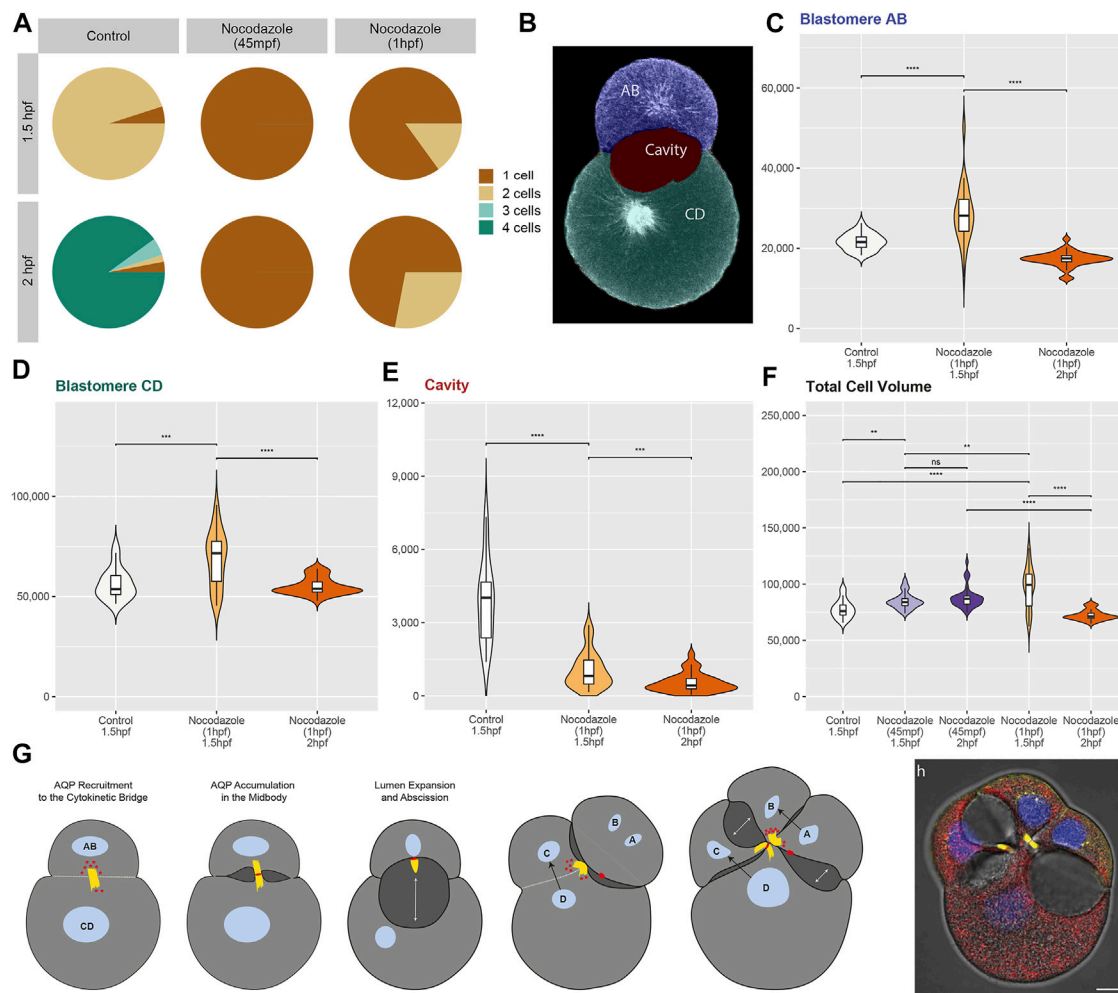 A
Control
Nocodazole
(45mpf)
Nocodazole
(1hpf)
1.5 hpf
2 hpf
1 cell
2 cells
3 cells
4 cells
B
AB
Cavity
CD
C
Blastomere AB
60,000
****
****
40,000
20,000
0
Control
1.5hpf
Nocodazole
(1hpf)
1.5hpf
Nocodazole
(1hpf)
2hpf
D
Blastomere CD
***
****
100,000
50,000
0
Control
1.5hpf
Nocodazole
(1hpf)
1.5hpf
Nocodazole
(1hpf)
2hpf
E
Cavity
12,000
****
***
9,000
6,000
3,000
0
Control
1.5hpf
Nocodazole
(1hpf)
1.5hpf
Nocodazole
(1hpf)
2hpf
F
Total Cell Volume
250,000
**
**
ns
****
****
****
200,000
150,000
100,000
50,000
0
Control
1.5hpf
Nocodazole
(45mpf)
1.5hpf
Nocodazole
(45mpf)
2hpf
Nocodazole
(1hpf)
1.5hpf
Nocodazole
(1hpf)
2hpf
G
AQP Recruitment
to the Cytokinetic Bridge
AQP Accumulation
in the Midbody
Lumen Expansion
and Abscission
AB
CD
B
A
C
D
B
A
C
D
h